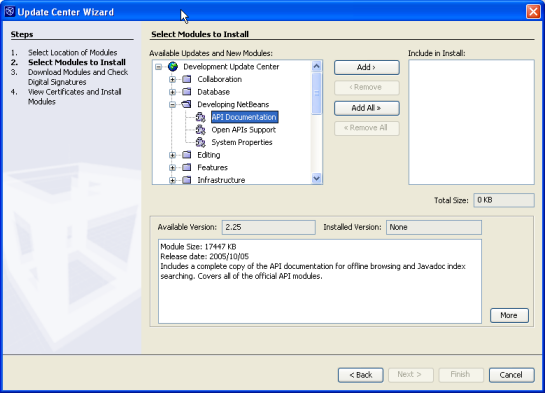 Update Center Wizard
Steps
1. Select Location of Modules
2. Select Modules to Install
3. Download Modules and Check
Digital Signatures
4. View Certificates and Install
Modules
Select Modules to Install
Available Updates and New Modules:
Development Update Center
Collaboration
Database
Developing NetBeans
API Documentation
Open APIs Support
System Properties
Editing
Features
Infrastructure
Add >
< Remove
Add All »
« Remove All
Include in Install:
Total Size: 0 KB
Available Version: 2.25 Installed Version: None
Module Size: 17447 KB
Release date: 2005/10/05
Includes a complete copy of the API documentation for offline browsing and Javadoc index
searching. Covers all of the official API modules.
More
< Back Next > Finish Cancel